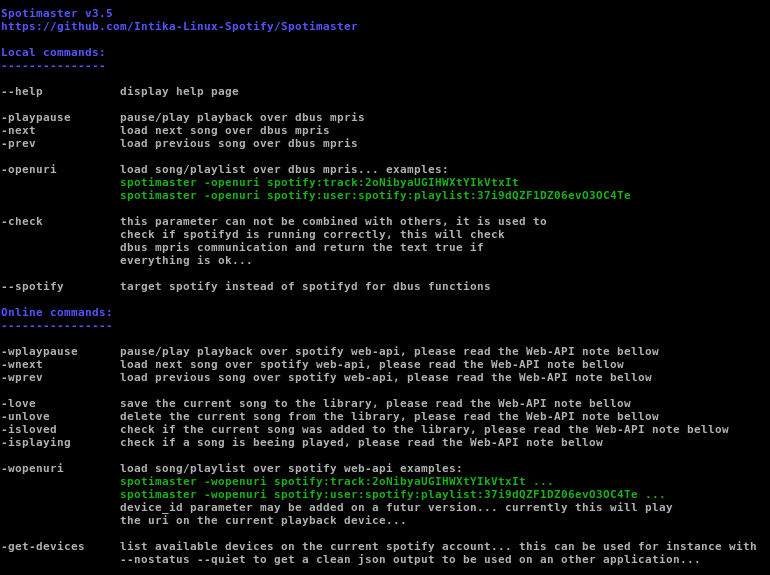 Spotimaster v3.5
https://github.com/Intika-Linux-Spotify/Spotimaster
Local commands:
---------------
--help display help page
-playpause pause/play playback over dbus mpris
-next load next song over dbus mpris
-prev load previous song over dbus mpris
-openuri load song/playlist over dbus mpris... examples:
spotimaster -openuri spotify:track:2oNibyaUGIHWXtYIkVtxIt
spotimaster -openuri spotify:user:spotify:playlist:37i9dQZF1DZ06evO3OC4Te
-check this parameter can not be combined with others, it is used to
check if spotifyd is running correctly, this will check
dbus mpris communication and return the text true if
everything is ok...
--spotify target spotify instead of spotifyd for dbus functions
Online commands:
----------------
-wplaypause pause/play playback over spotify web-api, please read the Web-API note bellow
-wnext load next song over spotify web-api, please read the Web-API note bellow
-wprev load previous song over spotify web-api, please read the Web-API note bellow
-love save the current song to the library, please read the Web-API note bellow
-unlove delete the current song from the library, please read the Web-API note bellow
-isloved check if the current song was added to the library, please read the Web-API note bellow
-isplaying check if a song is beeing played, please read the Web-API note bellow
-wopenuri load song/playlist over spotify web-api examples:
spotimaster -wopenuri spotify:track:2oNibyaUGIHWXtYIkVtxIt ...
spotimaster -wopenuri spotify:user:spotify:playlist:37i9dQZF1DZ06evO3OC4Te ...
device_id parameter may be added on a futur version... currently this will play
the uri on the current playback device...
-get-devices list available devices on the current spotify account... this can be used for instance with
--nostatus --quiet to get a clean json output to be used on an other application...